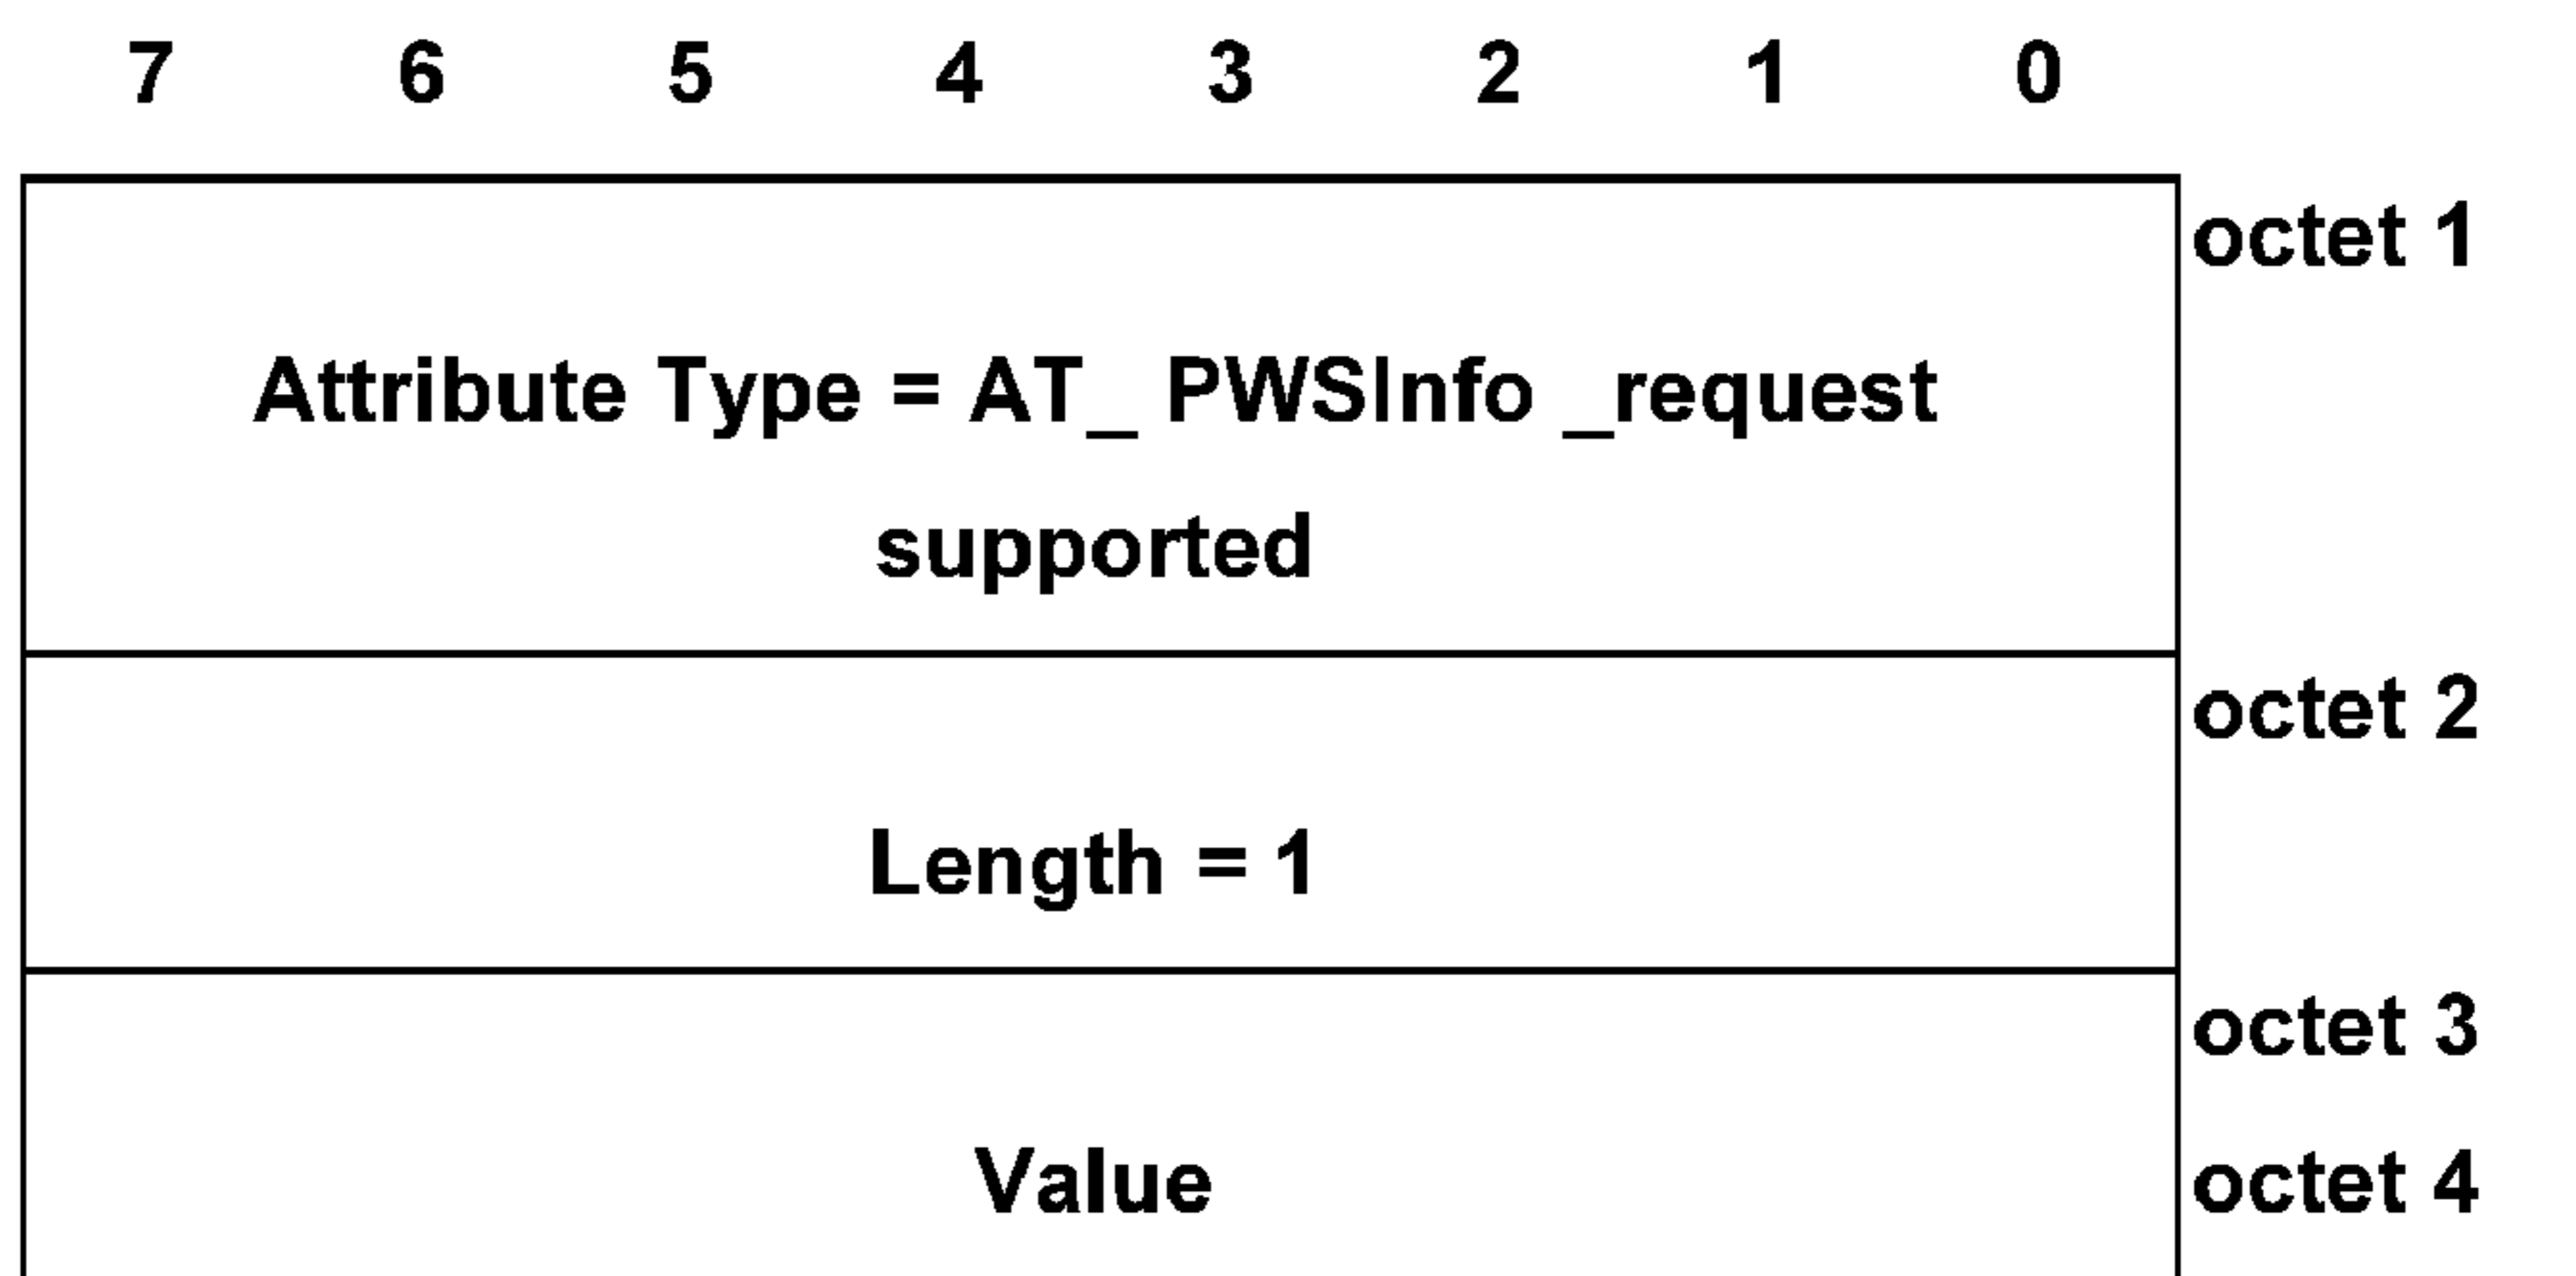 7 6 5 4 3 2 1 0
octet 1
Attribute Type = AT_ PWSInfo _request
supported
octet 2
Length = 1
octet 3
Value octet 4